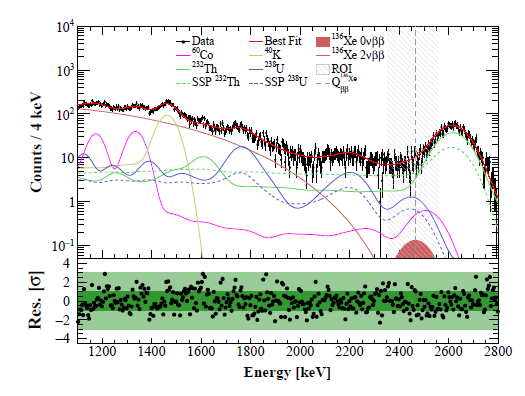 Data Best Fit ¹³⁶Xe 0νββ
⁶⁰Co ⁴⁰K ¹³⁶Xe 2νββ
²³²Th ²³⁸U ROI
SSP ²³²Th SSP ²³⁸U Q¹³⁶Xe ββ
Counts / 4 keV
10⁴
10³
10²
10
1
10⁻¹
Res. [σ]
4
2
0
−2
−4
1200 1400 1600 1800 2000 2200 2400 2600 2800
Energy [keV]